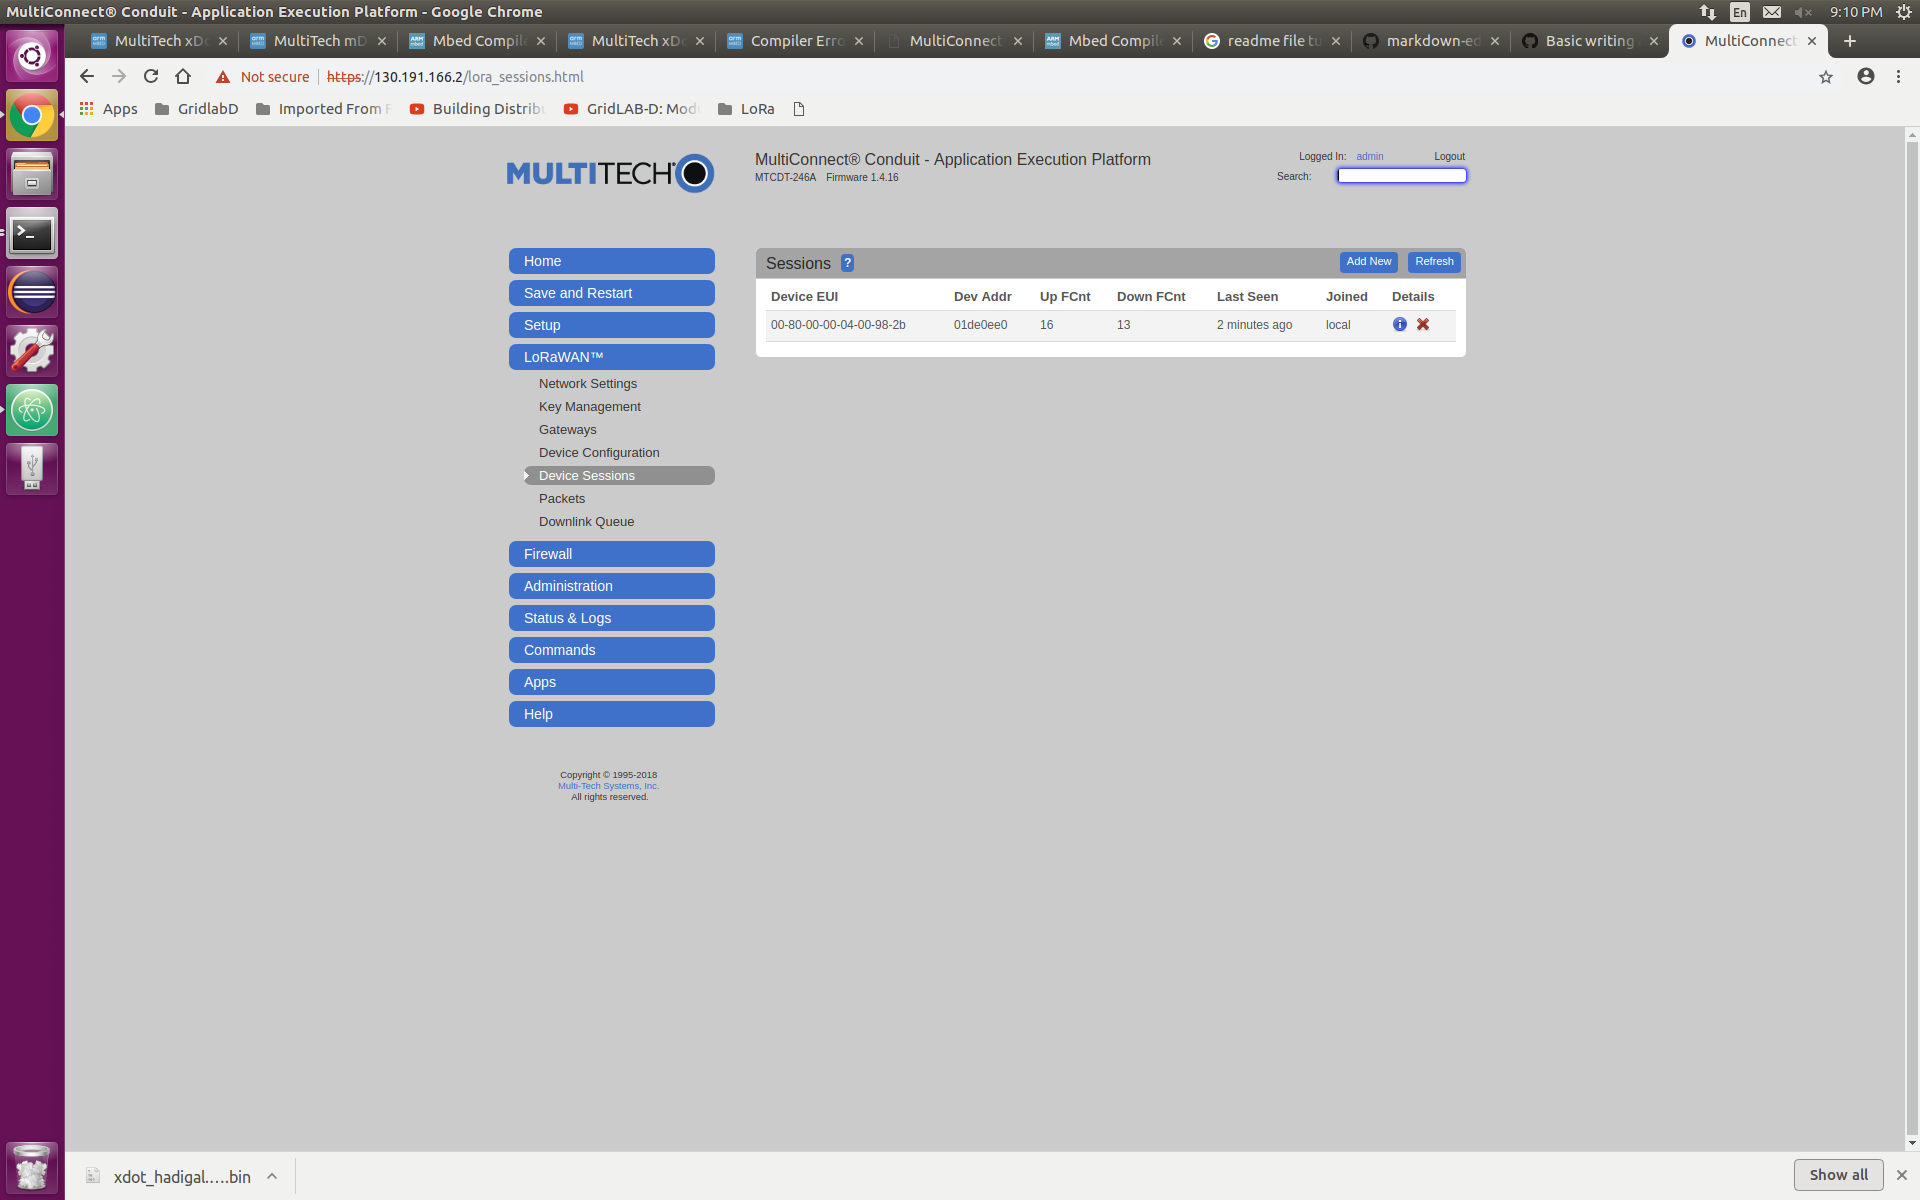 MultiConnect® Conduit - Application Execution Platform - Google Chrome
En 9:10 PM
MultiTech xD MultiTech mD Mbed Compil MultiTech xD Compiler Erro MultiConnect Mbed Compil readme file tu markdown-ed Basic writing MultiConnect
Not secure https://130.191.166.2/lora_sessions.html
Apps GridlabD Imported From F Building Distrib GridLAB-D: Mod LoRa
MULTITECH
MultiConnect® Conduit - Application Execution Platform
MTCDT-246A Firmware 1.4.16
Logged In: admin Logout
Search:
Home
Save and Restart
Setup
LoRaWAN™
Network Settings
Key Management
Gateways
Device Configuration
Device Sessions
Packets
Downlink Queue
Firewall
Administration
Status & Logs
Commands
Apps
Help
Sessions ? Add New Refresh
Device EUI Dev Addr Up FCnt Down FCnt Last Seen Joined Details
00-80-00-00-04-00-98-2b 01de0ee0 16 13 2 minutes ago local
Copyright © 1995-2018
Multi-Tech Systems, Inc.
All rights reserved.
xdot_hadigal.....bin
Show all